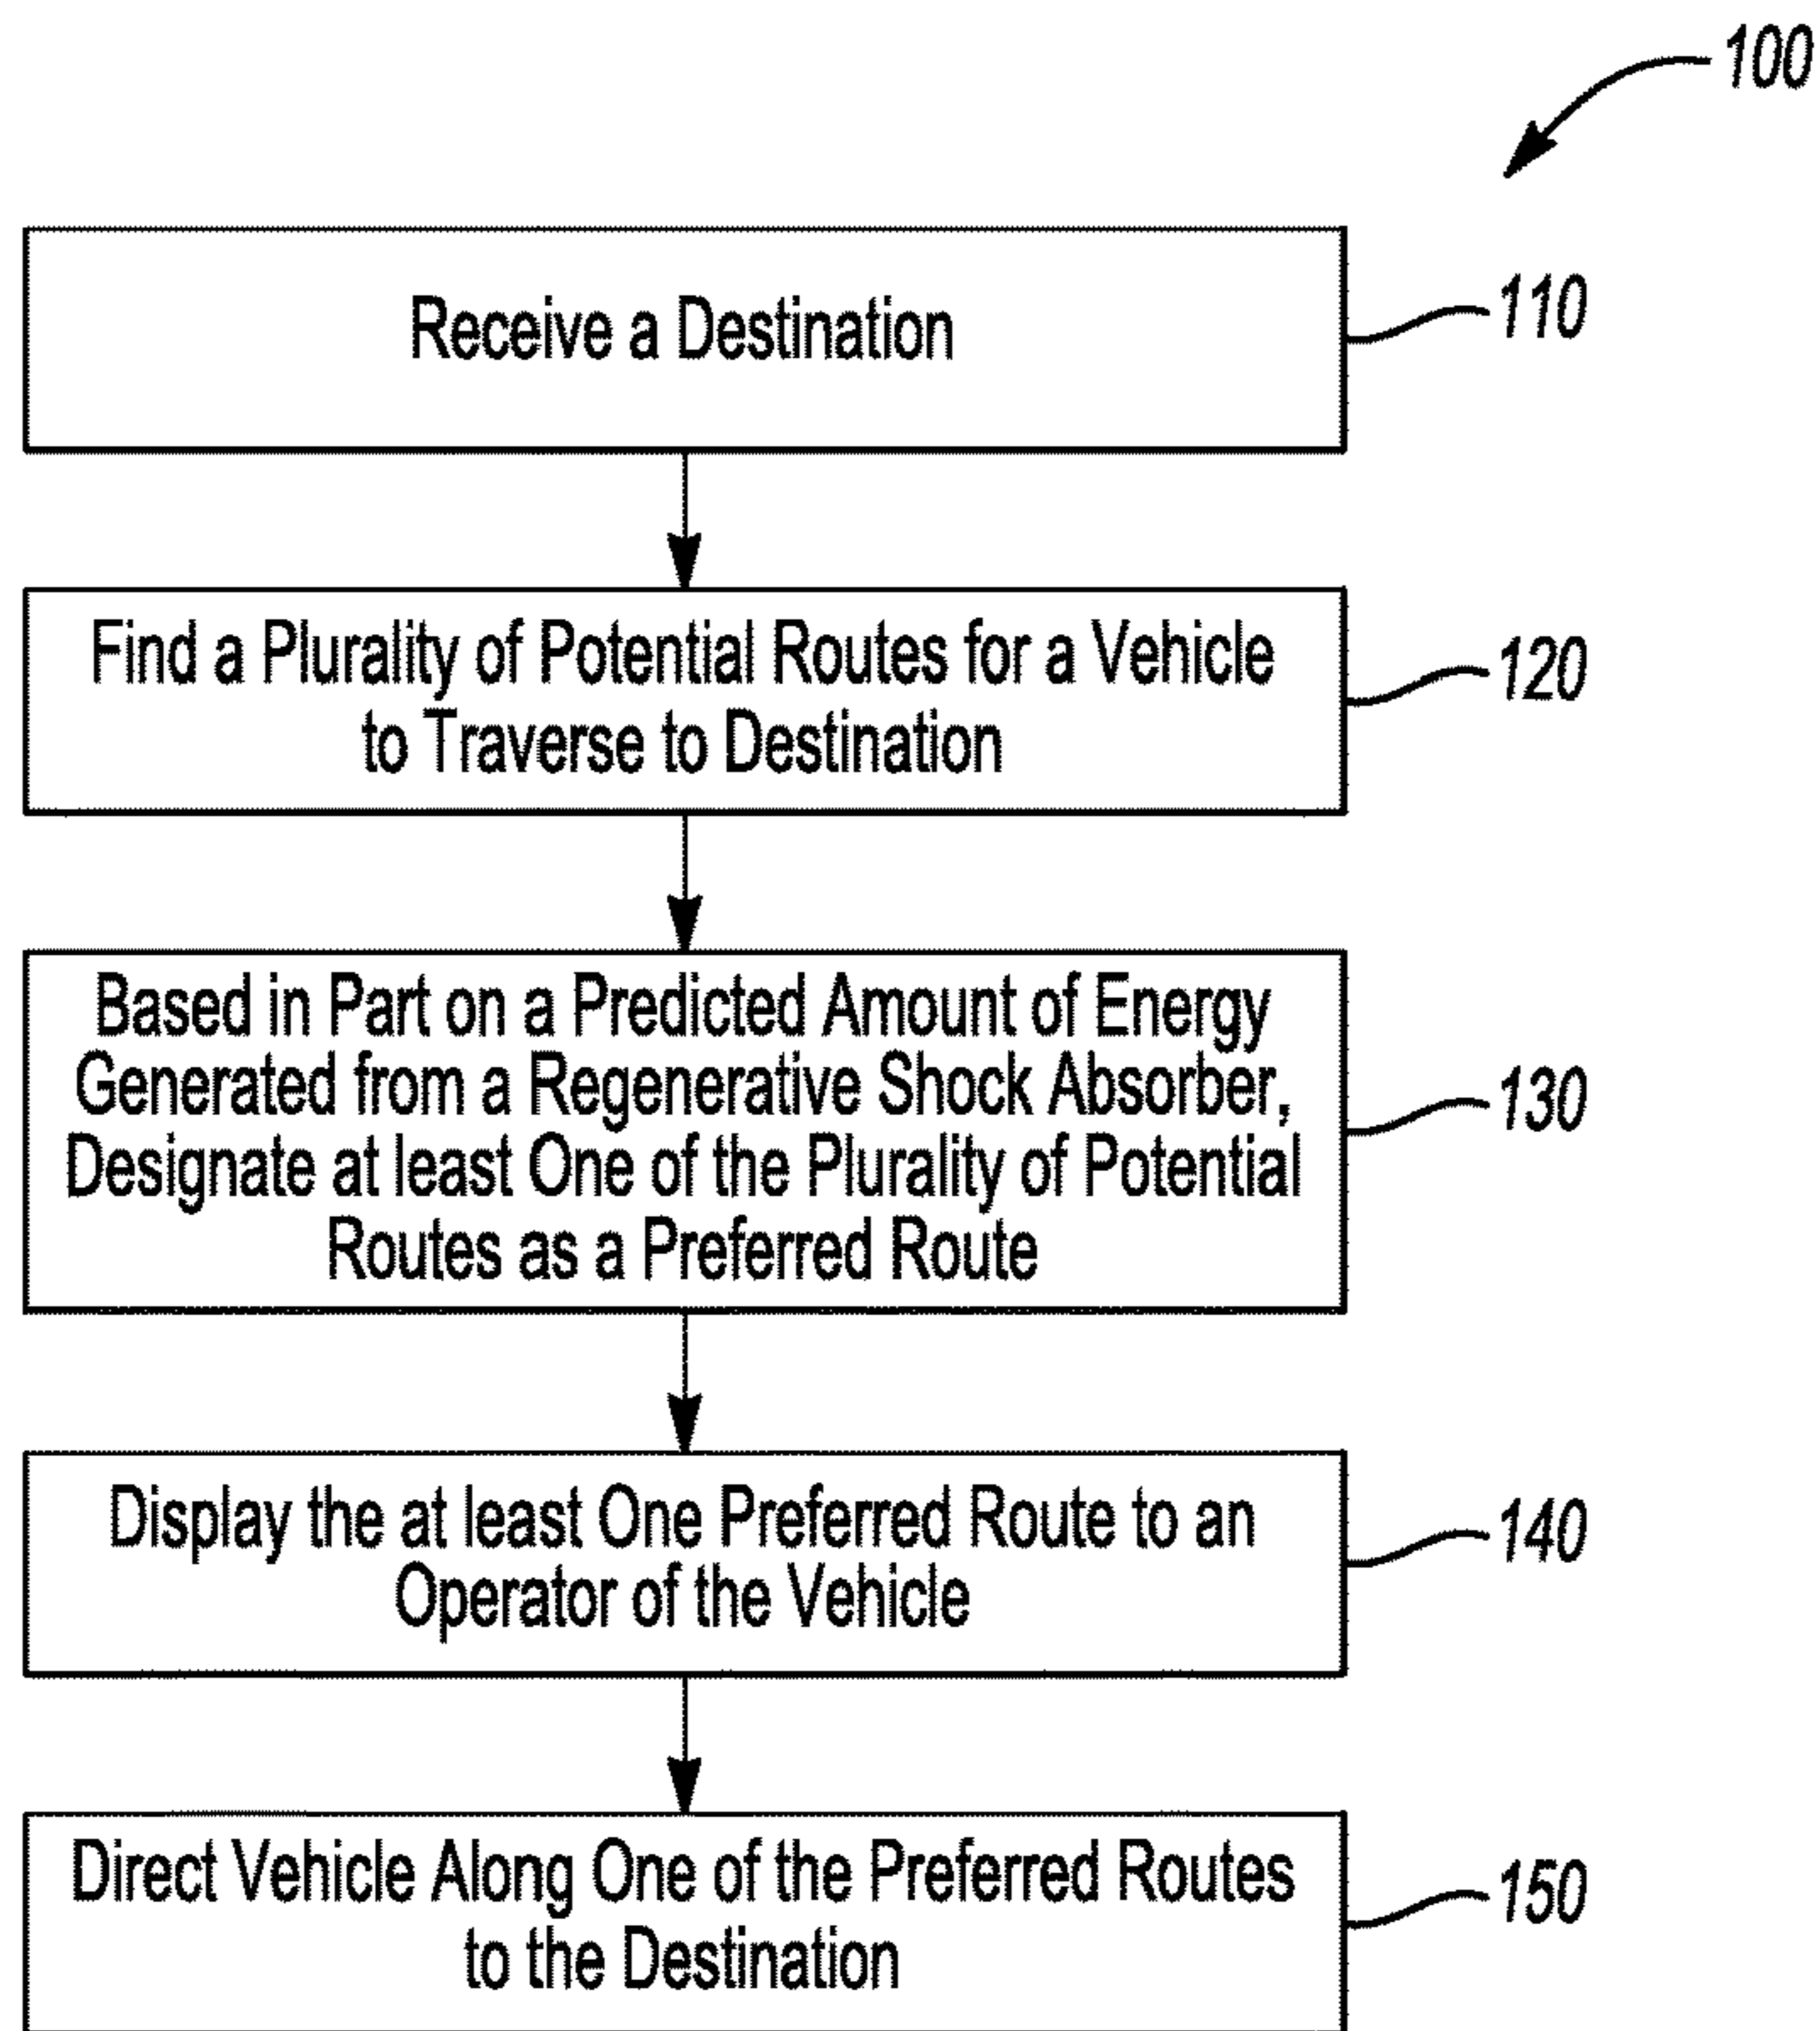 100
Receive a Destination
110
Find a Plurality of Potential Routes for a Vehicle
to Traverse to Destination
120
Based in Part on a Predicted Amount of Energy
Generated from a Regenerative Shock Absorber,
Designate at least One of the Plurality of Potential
Routes as a Preferred Route
130
Display the at least One Preferred Route to an
Operator of the Vehicle
140
Direct Vehicle Along One of the Preferred Routes
to the Destination
150